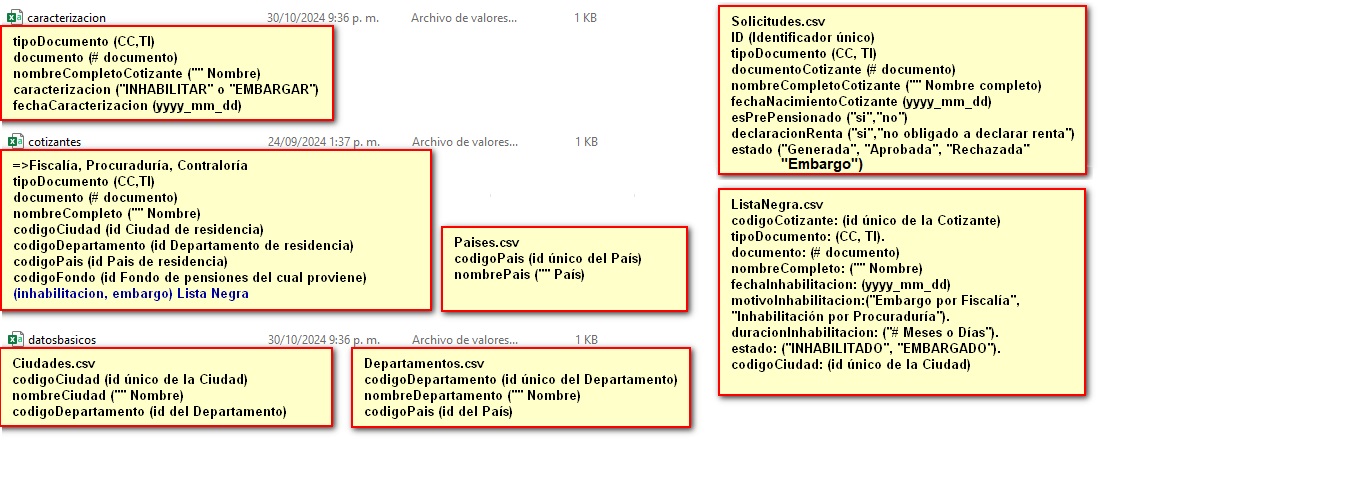 caracterizacion 30/10/2024 9:36 p. m. Archivo de valores... 1 KB
tipoDocumento (CC,TI)
documento (# documento)
nombreCompletoCotizante ("" Nombre)
caracterizacion ("INHABILITAR" o "EMBARGAR")
fechaCaracterizacion (yyyy_mm_dd)
cotizantes 24/09/2024 1:37 p. m. Archivo de valores... 1 KB
=>Fiscalía, Procuraduría, Contraloría
tipoDocumento (CC,TI)
documento (# documento)
nombreCompleto ("" Nombre)
codigoCiudad (id Ciudad de residencia)
codigoDepartamento (id Departamento de residencia)
codigoPais (id Pais de residencia)
codigoFondo (id Fondo de pensiones del cual proviene)
(inhabilitacion, embargo) Lista Negra
Paises.csv
codigoPais (id único del País)
nombrePais ("" País)
datosbasicos 30/10/2024 9:36 p. m. Archivo de valores... 1 KB
Ciudades.csv
codigoCiudad (id único de la Ciudad)
nombreCiudad ("" Nombre)
codigoDepartamento (id del Departamento)
Departamentos.csv
codigoDepartamento (id único del Departamento)
nombreDepartamento ("" Nombre)
codigoPais (id del País)
Solicitudes.csv
ID (Identificador único)
tipoDocumento (CC, TI)
documentoCotizante (# documento)
nombreCompletoCotizante ("" Nombre completo)
fechaNacimientoCotizante (yyyy_mm_dd)
esPrePensionado ("si","no")
declaracionRenta ("si","no obligado a declarar renta")
estado ("Generada", "Aprobada", "Rechazada"
"Embargo")
ListaNegra.csv
codigoCotizante: (id único de la Cotizante)
tipoDocumento: (CC, TI).
documento: (# documento)
nombreCompleto: ("" Nombre)
fechaInhabilitacion: (yyyy_mm_dd)
motivoInhabilitacion:("Embargo por Fiscalía",
"Inhabilitación por Procuraduría").
duracionInhabilitacion: ("# Meses o Días").
estado: ("INHABILITADO", "EMBARGADO").
codigoCiudad: (id único de la Ciudad)